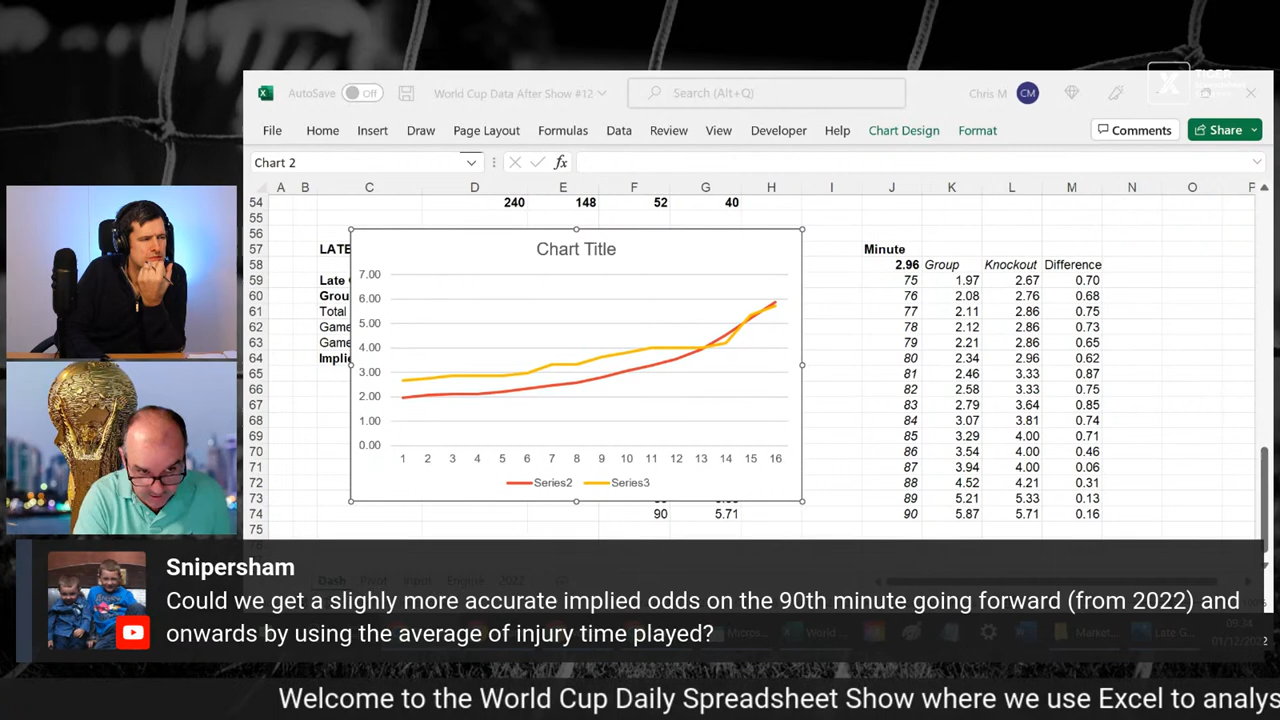 AutoSave Off World Cup Data After Show #12 Search (Alt+Q) Chris M CM
File Home Insert Draw Page Layout Formulas Data Review View Developer Help Chart Design Format Comments Share
Chart 2 fx
A B C D E F G H I J K L M N O
54 240 148 52 40
55
56
57 LATE Minute
58 2.96 Group Knockout Difference
59 Late 75 1.97 2.67 0.70
60 Grou 76 2.08 2.76 0.68
61 Total 77 2.11 2.86 0.75
62 Game 78 2.12 2.86 0.73
63 Game 79 2.21 2.86 0.65
64 Implie 80 2.34 2.96 0.62
65 81 2.46 3.33 0.87
66 82 2.58 3.33 0.75
67 83 2.79 3.64 0.85
68 84 3.07 3.81 0.74
69 85 3.29 4.00 0.71
70 86 3.54 4.00 0.46
71 87 3.94 4.00 0.06
72 88 4.52 4.21 0.31
73 89 5.21 5.33 0.13
74 90 5.71 90 5.87 5.71 0.16
75
Chart Title
7.00
6.00
5.00
4.00
3.00
2.00
1.00
0.00
1 2 3 4 5 6 7 8 9 10 11 12 13 14 15 16
Series2 Series3
Dash Pivot Input Engine 2022
09:34
01/12/202
Snipersham
Could we get a slighly more accurate implied odds on the 90th minute going forward (from 2022) and
onwards by using the average of injury time played?
Welcome to the World Cup Daily Spreadsheet Show where we use Excel to analys